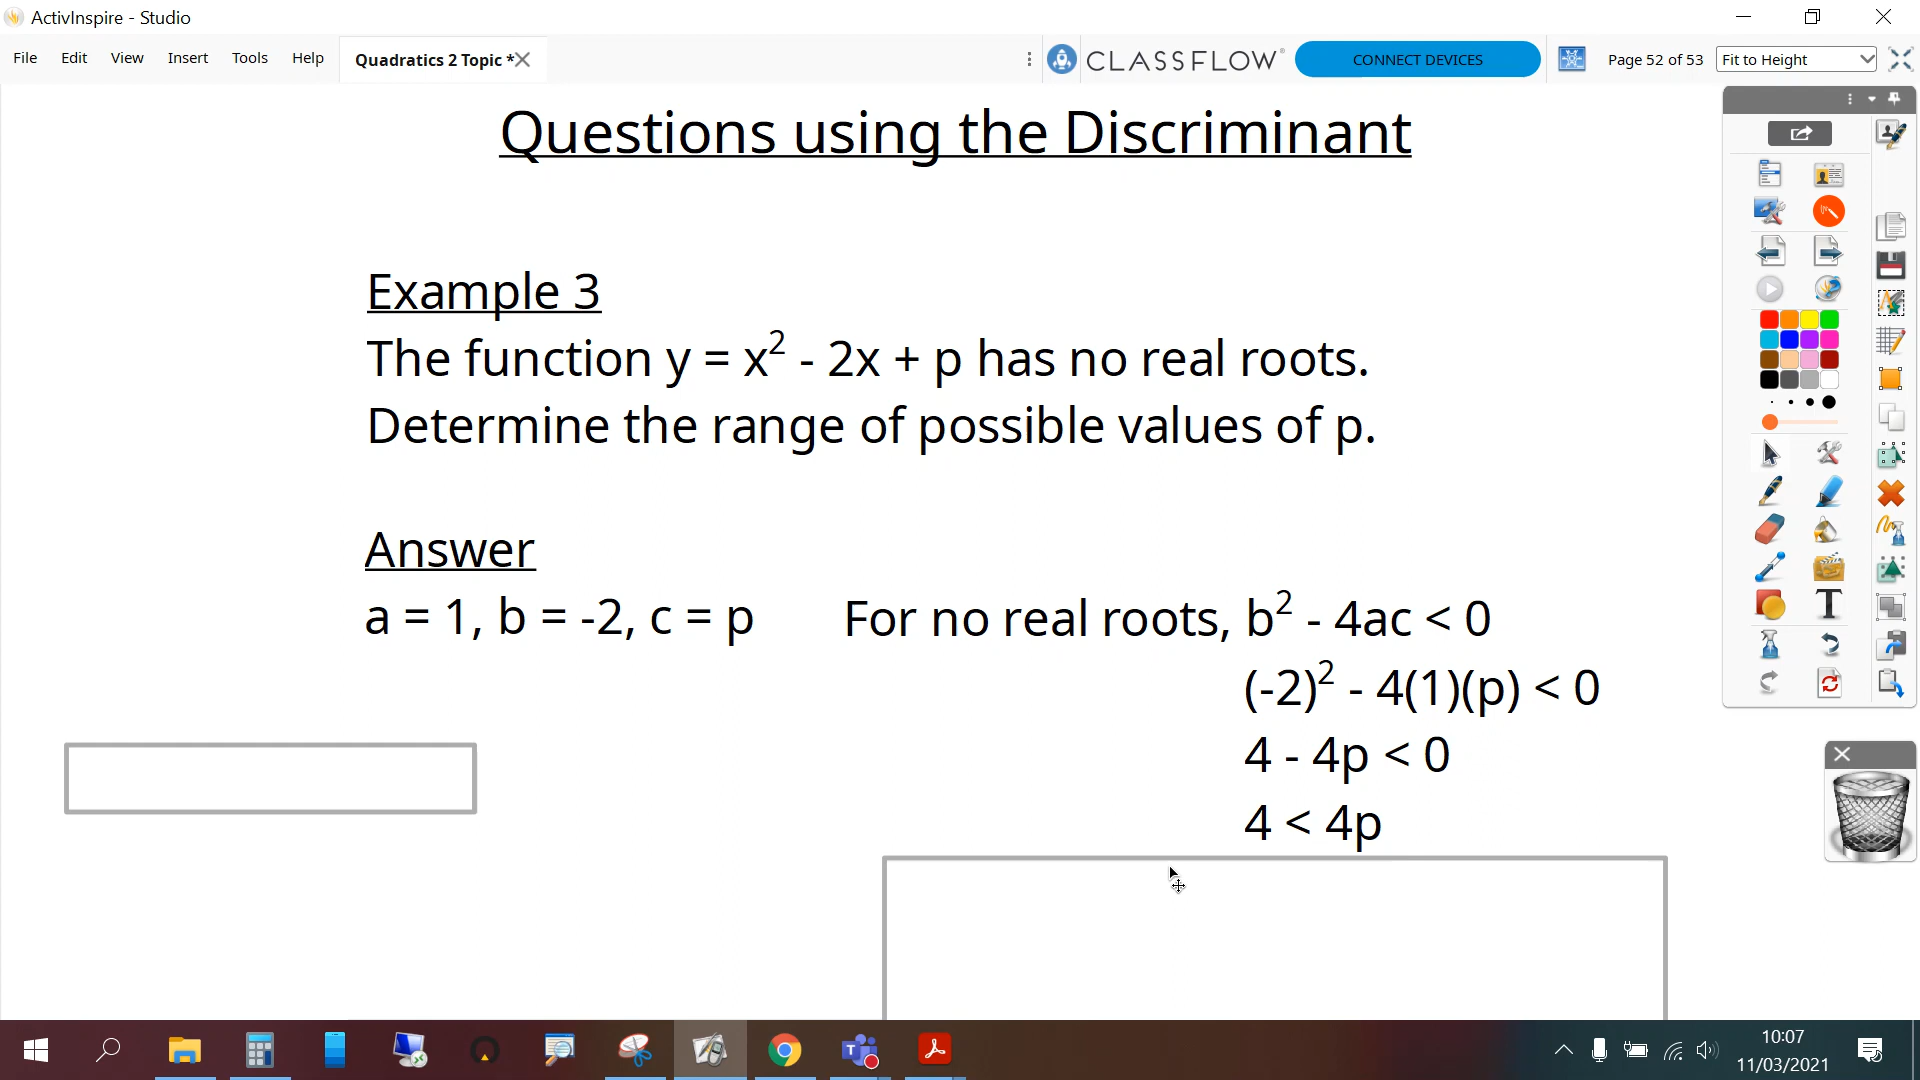 ActivInspire - Studio
File Edit View Insert Tools Help Quadratics 2 Topic * CLASSFLOW CONNECT DEVICES Page 52 of 53 Fit to Height
Questions using the Discriminant
Example 3
The function y = x² - 2x + p has no real roots.
Determine the range of possible values of p.
Answer
a = 1, b = -2, c = p For no real roots, b² - 4ac < 0
(-2)² - 4(1)(p) < 0
4 - 4p < 0
4 < 4p
10:07
11/03/2021